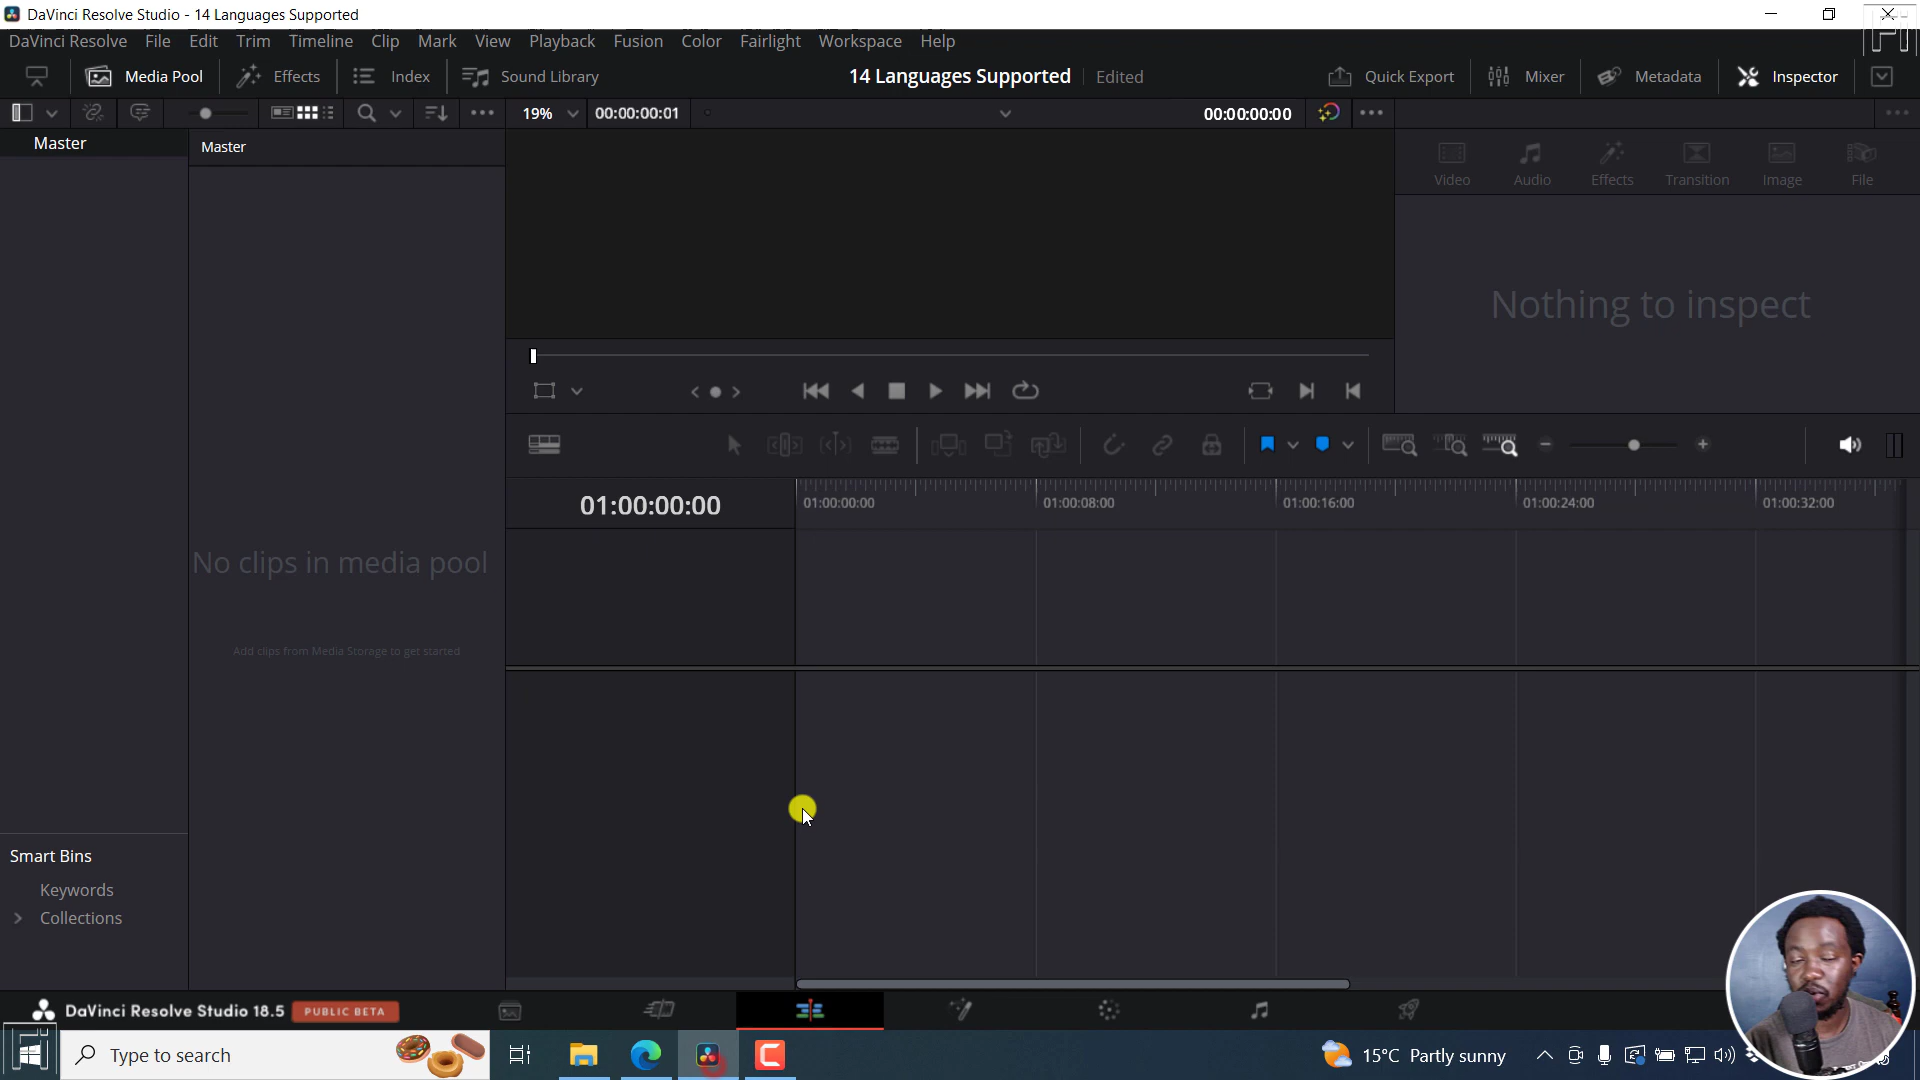 DaVinci Resolve Studio - 14 Languages Supported
DaVinci Resolve File Edit Trim Timeline Clip Mark View Playback Fusion Color Fairlight Workspace Help
Media Pool Effects Index Sound Library 14 Languages Supported Edited Quick Export Mixer Metadata Inspector
19% 00:00:00:01 00:00:00:00
Master Master
Video Audio Effects Transition Image File
Nothing to inspect
01:00:00:00 01:00:00:00 01:00:08:00 01:00:16:00 01:00:24:00 01:00:32:00
No clips in media pool
Add clips from Media Storage to get started
Smart Bins
Keywords
Collections
DaVinci Resolve Studio 18.5 PUBLIC BETA
Type to search 15°C Partly sunny